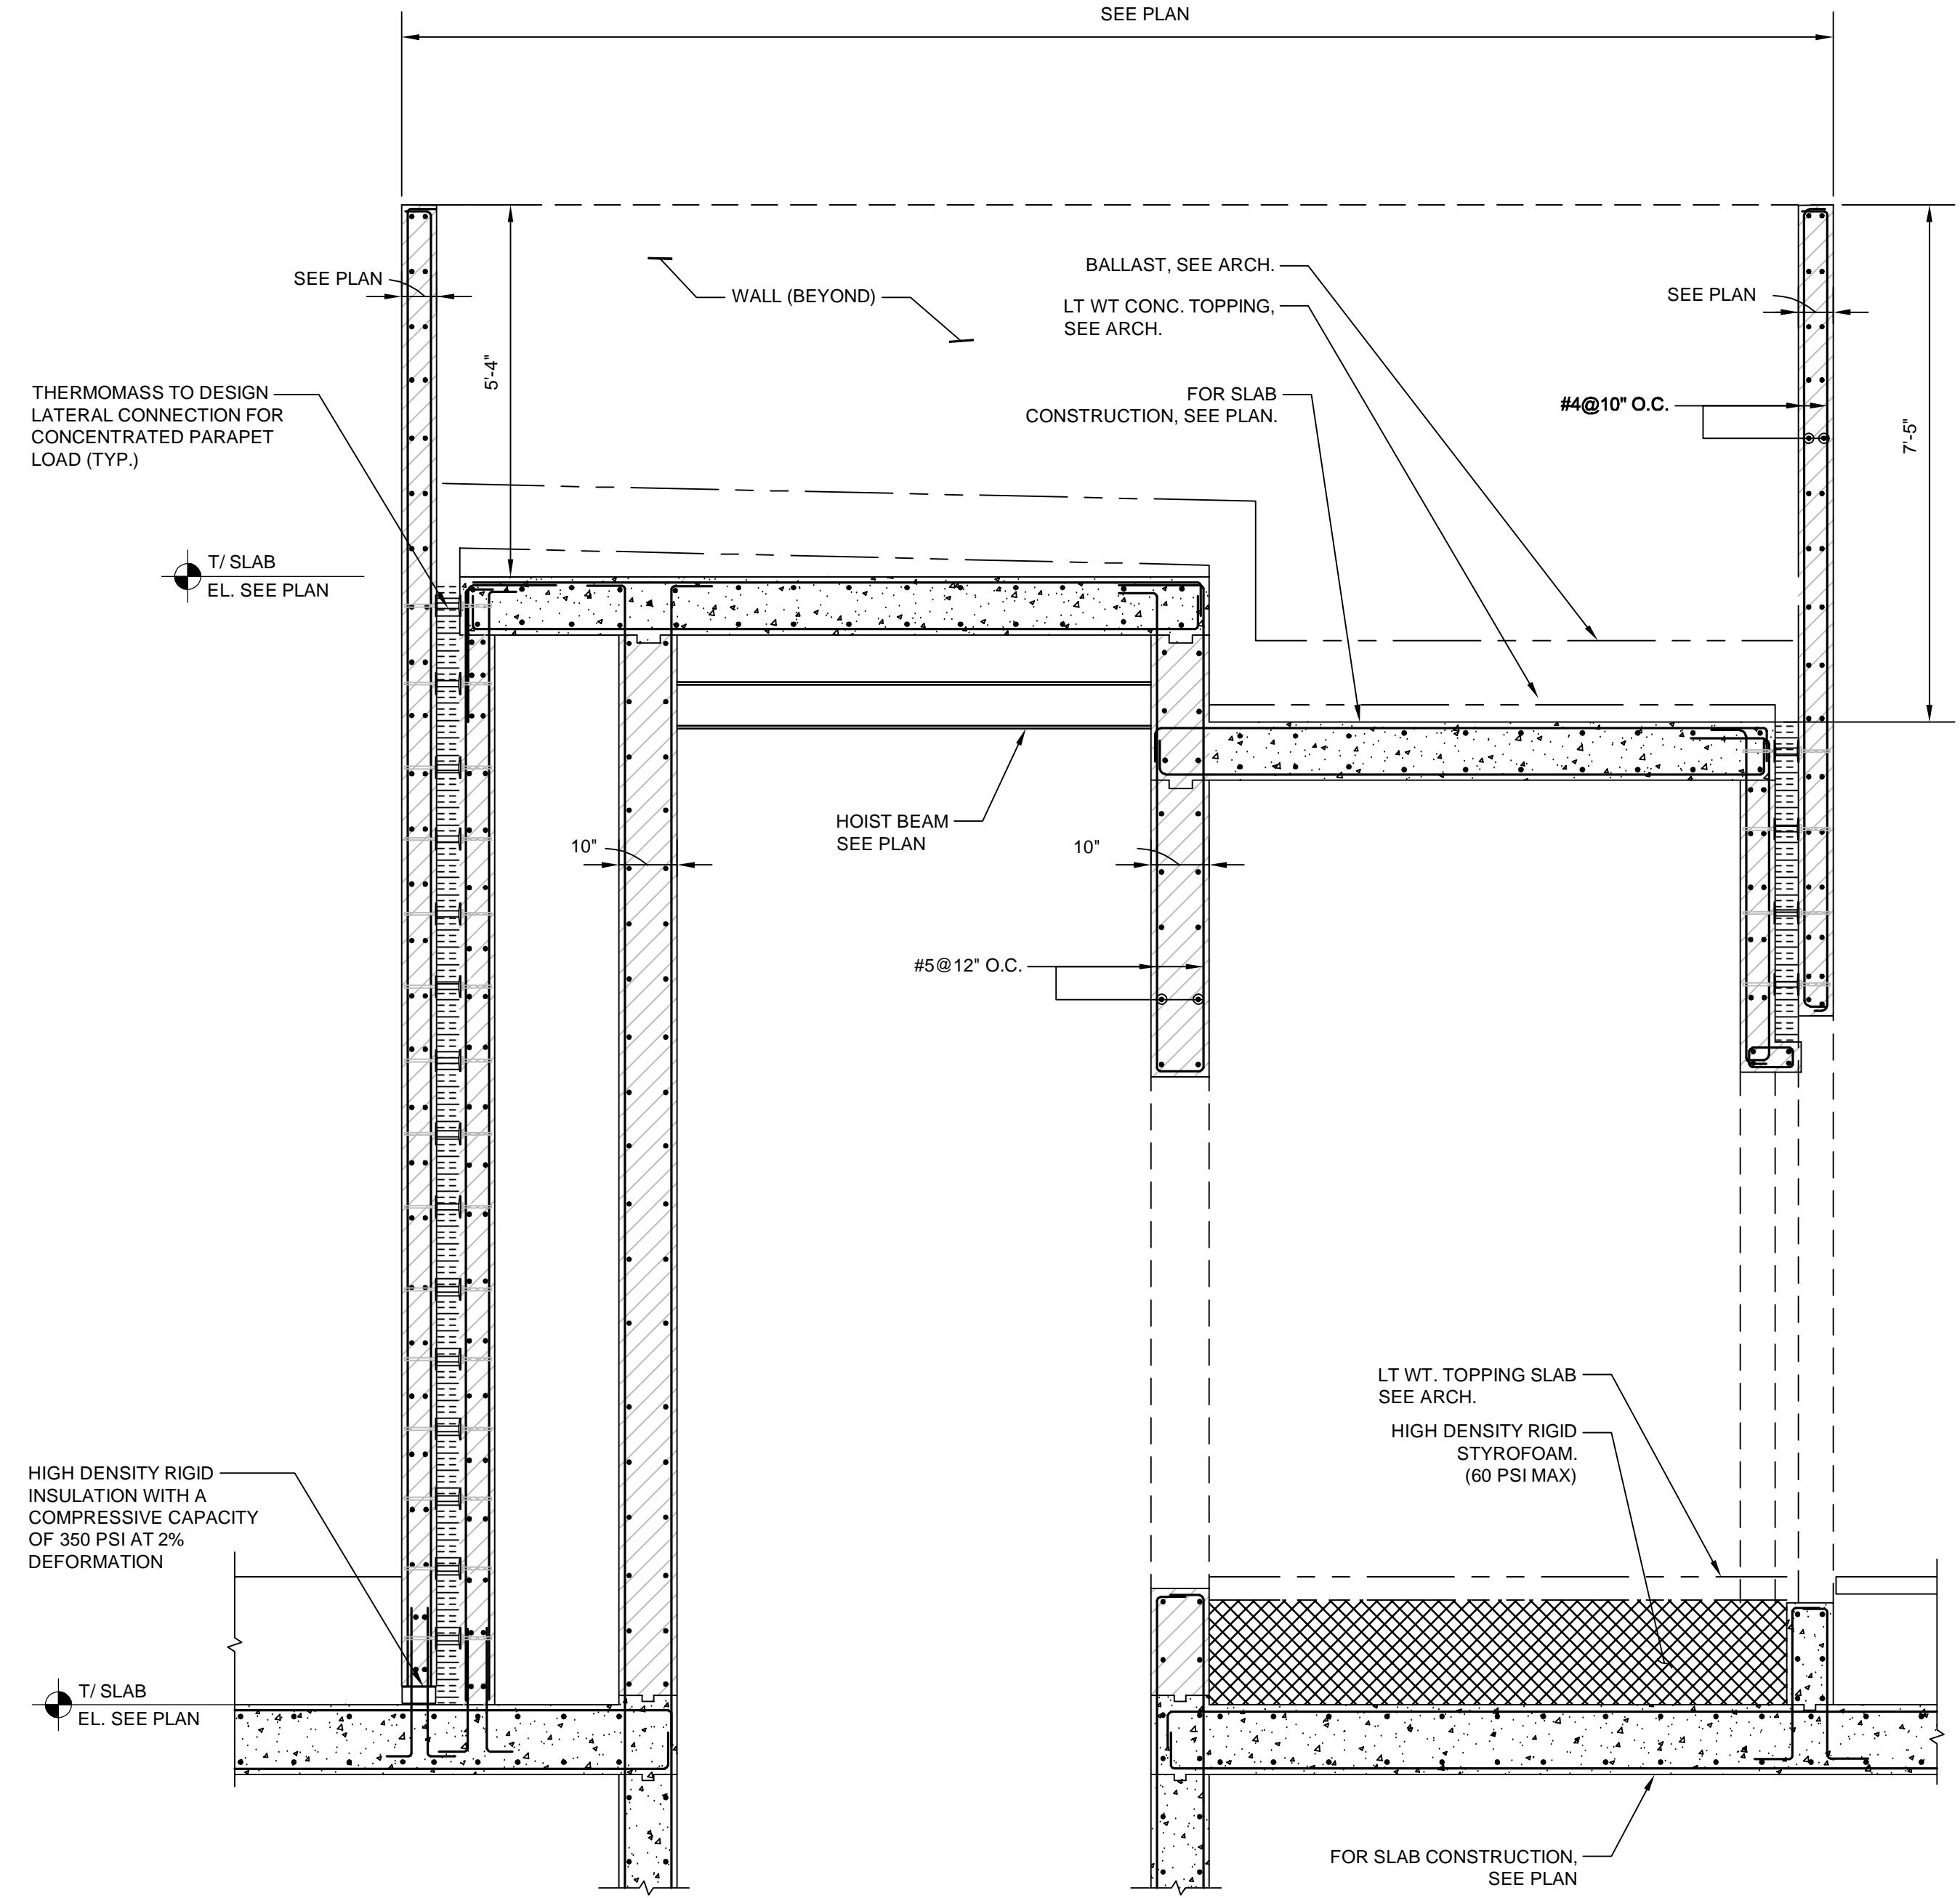 SEE PLAN
SEE PLAN
WALL (BEYOND)
BALLAST, SEE ARCH.
LT WT CONC. TOPPING,
SEE ARCH.
SEE PLAN
5'-4"
THERMOMASS TO DESIGN
LATERAL CONNECTION FOR
CONCENTRATED PARAPET
LOAD (TYP.)
FOR SLAB
CONSTRUCTION, SEE PLAN.
#4@10" O.C.
7'-5"
T/ SLAB
EL. SEE PLAN
HOIST BEAM
SEE PLAN
10"
10"
#5@12" O.C.
LT WT. TOPPING SLAB
SEE ARCH.
HIGH DENSITY RIGID
STYROFOAM.
(60 PSI MAX)
HIGH DENSITY RIGID
INSULATION WITH A
COMPRESSIVE CAPACITY
OF 350 PSI AT 2%
DEFORMATION
T/ SLAB
EL. SEE PLAN
FOR SLAB CONSTRUCTION,
SEE PLAN